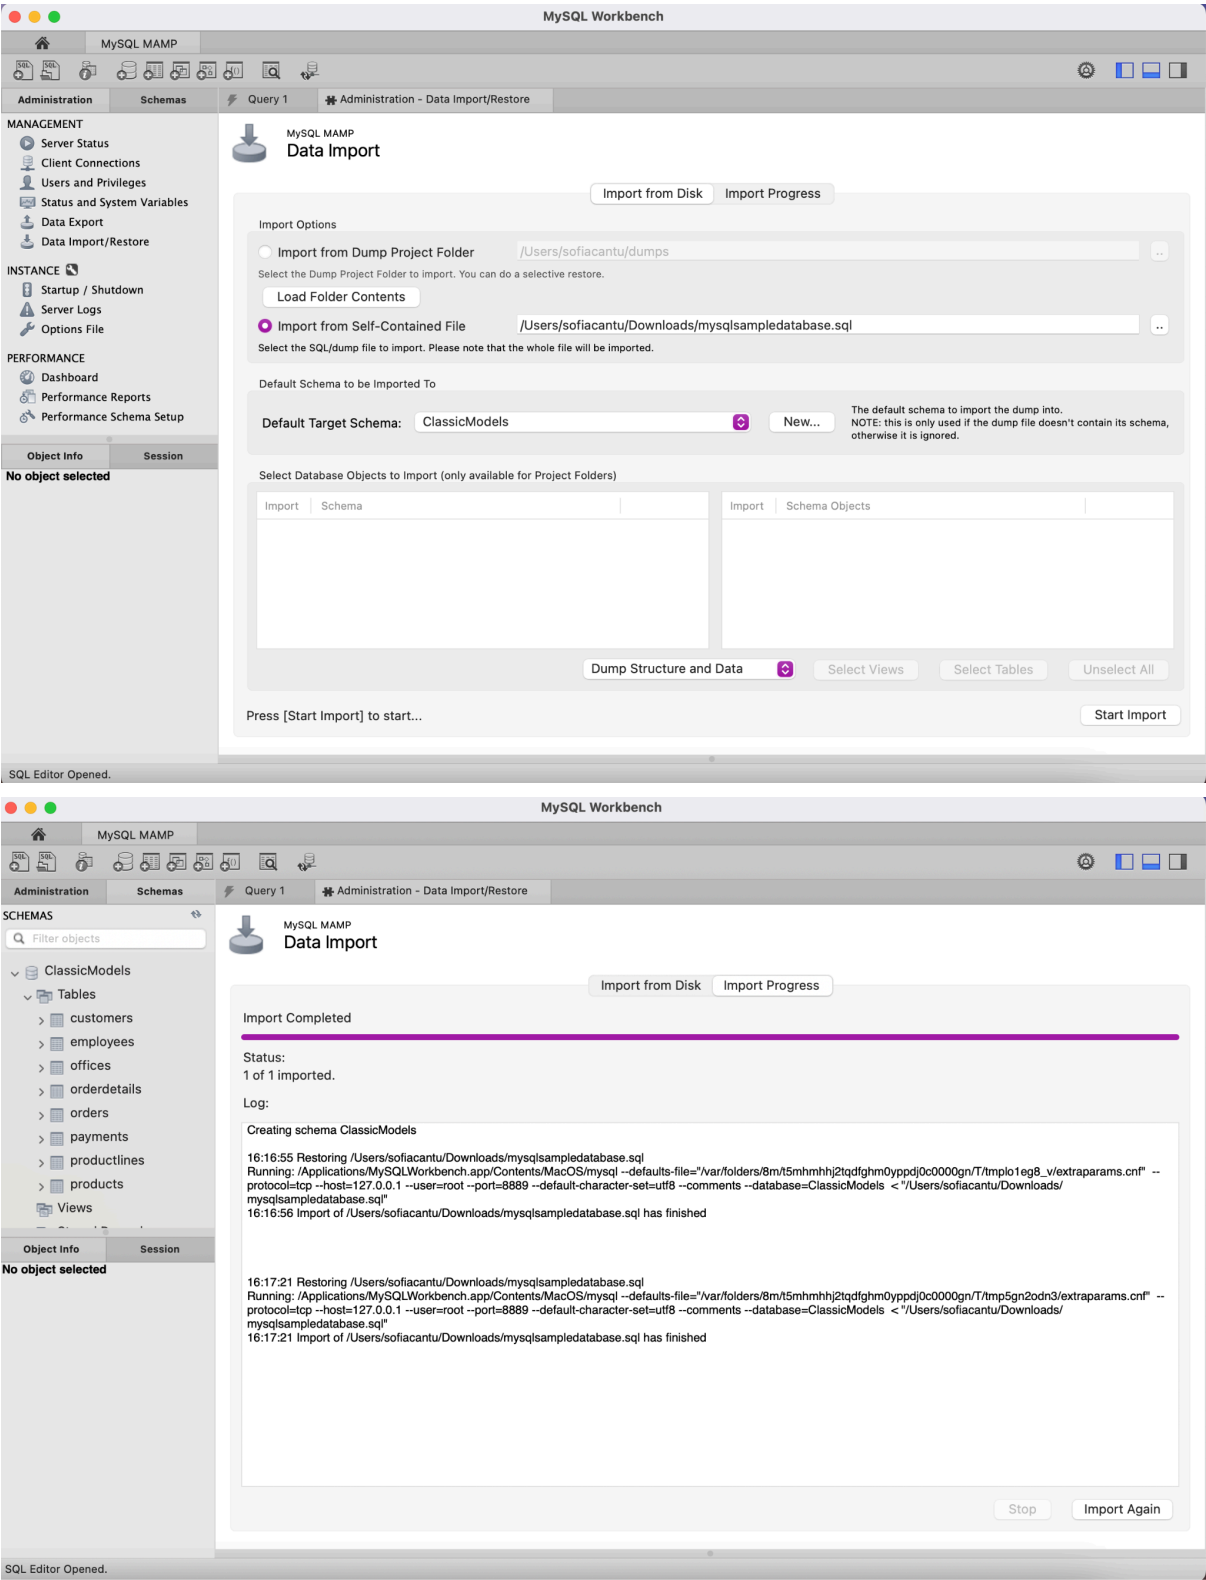 MySQL Workbench
MySQL MAMP
Administration
Schemas
Query 1
Administration - Data Import/Restore
MANAGEMENT
Server Status
Client Connections
Users and Privileges
Status and System Variables
Data Export
Data Import/Restore
INSTANCE
Startup / Shutdown
Server Logs
Options File
PERFORMANCE
Dashboard
Performance Reports
Performance Schema Setup
Object Info
Session
No object selected
MySQL MAMP
Data Import
Import from Disk
Import Progress
Import Options
Import from Dump Project Folder
/Users/sofiacantu/dumps
..
Select the Dump Project Folder to import. You can do a selective restore.
Load Folder Contents
Import from Self-Contained File
/Users/sofiacantu/Downloads/mysqlsampledatabase.sql
..
Select the SQL/dump file to import. Please note that the whole file will be imported.
Default Schema to be Imported To
Default Target Schema:
ClassicModels
New...
The default schema to import the dump into.
NOTE: this is only used if the dump file doesn't contain its schema,
otherwise it is ignored.
Select Database Objects to Import (only available for Project Folders)
Import
Schema
Import
Schema Objects
Dump Structure and Data
Select Views
Select Tables
Unselect All
Press [Start Import] to start...
Start Import
SQL Editor Opened.
MySQL Workbench
MySQL MAMP
Administration
Schemas
Query 1
Administration - Data Import/Restore
SCHEMAS
Filter objects
ClassicModels
Tables
customers
employees
offices
orderdetails
orders
payments
productlines
products
Views
Object Info
Session
No object selected
MySQL MAMP
Data Import
Import from Disk
Import Progress
Import Completed
Status:
1 of 1 imported.
Log:
Creating schema ClassicModels
16:16:55 Restoring /Users/sofiacantu/Downloads/mysqlsampledatabase.sql
Running: /Applications/MySQLWorkbench.app/Contents/MacOS/mysql --defaults-file="/var/folders/8m/t5mhmhhj2tqdfghm0yppdj0c0000gn/T/tmplo1eg8_v/extraparams.cnf" --
protocol=tcp --host=127.0.0.1 --user=root --port=8889 --default-character-set=utf8 --comments --database=ClassicModels < "/Users/sofiacantu/Downloads/
mysqlsampledatabase.sql"
16:16:56 Import of /Users/sofiacantu/Downloads/mysqlsampledatabase.sql has finished
16:17:21 Restoring /Users/sofiacantu/Downloads/mysqlsampledatabase.sql
Running: /Applications/MySQLWorkbench.app/Contents/MacOS/mysql --defaults-file="/var/folders/8m/t5mhmhhj2tqdfghm0yppdj0c0000gn/T/tmp5gn2odn3/extraparams.cnf" --
protocol=tcp --host=127.0.0.1 --user=root --port=8889 --default-character-set=utf8 --comments --database=ClassicModels < "/Users/sofiacantu/Downloads/
mysqlsampledatabase.sql"
16:17:21 Import of /Users/sofiacantu/Downloads/mysqlsampledatabase.sql has finished
Stop
Import Again
SQL Editor Opened.